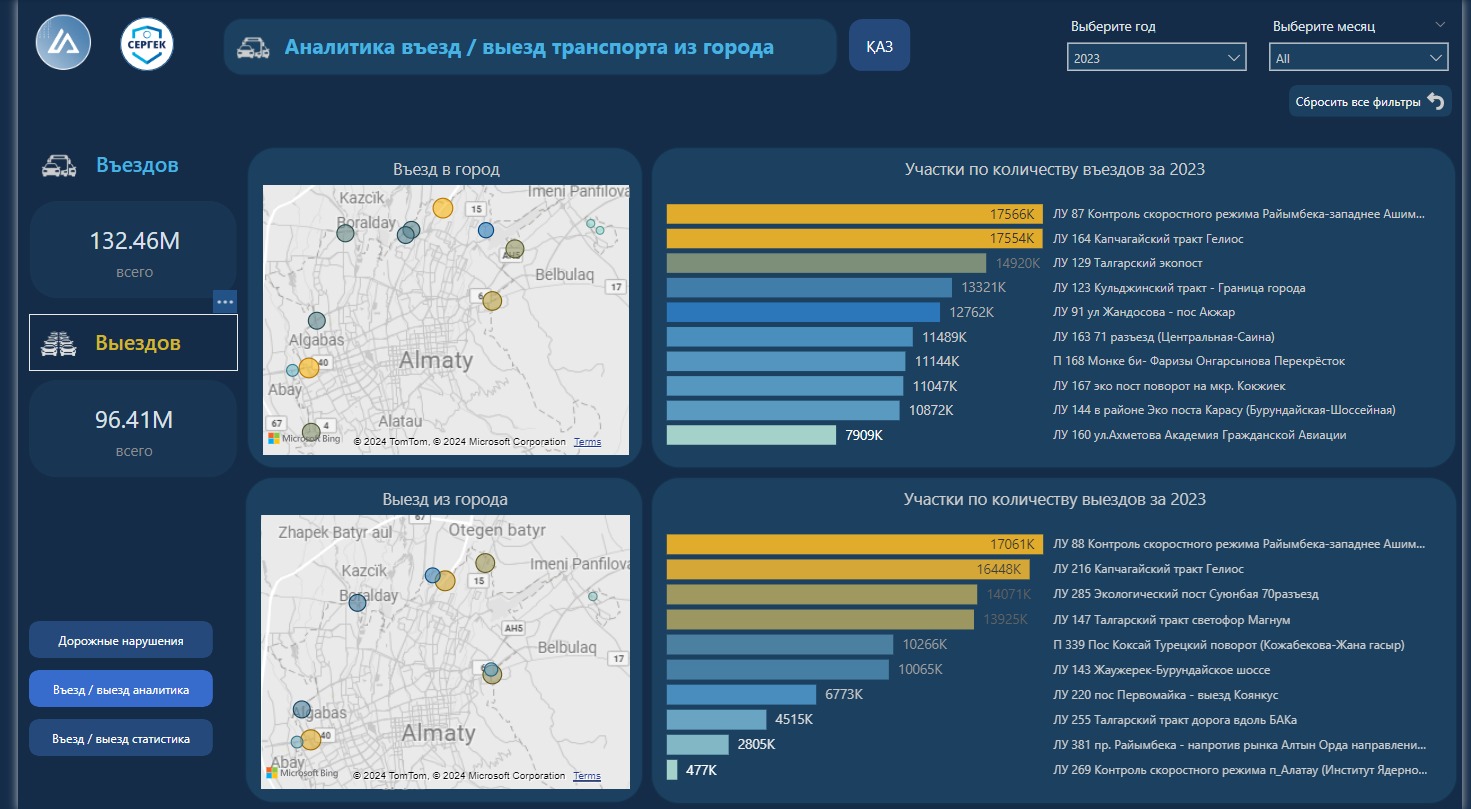 СЕРГЕК
Аналитика въезд / выезд транспорта из города
ҚАЗ
Выберите год
2023
Выберите месяц
All
Сбросить все фильтры
Въездов
132.46M
всего
Выездов
96.41M
всего
Дорожные нарушения
Въезд / выезд аналитика
Въезд / выезд статистика
Въезд в город
Kazcïk
Imeni Panfilova
15
Boralday
AH5
Belbulaq
17
6
Algabas
40
Almaty
Abay
Alatau
67
4
Microsoft Bing
© 2024 TomTom, © 2024 Microsoft Corporation Terms
Участки по количеству въездов за 2023
17566K ЛУ 87 Контроль скоростного режима Райымбека-западнее Ашим...
17554K ЛУ 164 Капчагайский тракт Гелиос
14920K ЛУ 129 Талгарский экопост
13321K ЛУ 123 Кульджинский тракт - Граница города
12762K ЛУ 91 ул Жандосова - пос Акжар
11489K ЛУ 163 71 разъезд (Центральная-Саина)
11144K П 168 Монке би- Фаризы Онгарсынова Перекрёсток
11047K ЛУ 167 эко пост поворот на мкр. Кокжиек
10872K ЛУ 144 в районе Эко поста Карасу (Бурундайская-Шоссейная)
7909K ЛУ 160 ул.Ахметова Академия Гражданской Авиации
Выезд из города
67
Zhapek Batyr aul
Otegen batyr
Kazcïk
15
Imeni Panfilova
Boralday
AH5
Belbulaq
17
6
Algabas
40
Almaty
Abay
Microsoft Bing
© 2024 TomTom, © 2024 Microsoft Corporation Terms
Участки по количеству выездов за 2023
17061K ЛУ 88 Контроль скоростного режима Райымбека-западнее Ашим...
16448K ЛУ 216 Капчагайский тракт Гелиос
14071K ЛУ 285 Экологический пост Суюнбая 70разъезд
13925K ЛУ 147 Талгарский тракт светофор Магнум
10266K П 339 Пос Коксай Турецкий поворот (Кожабекова-Жана гасыр)
10065K ЛУ 143 Жаужерек-Бурундайское шоссе
6773K ЛУ 220 пос Первомайка - выезд Коянкус
4515K ЛУ 255 Талгарский тракт дорога вдоль БАКа
2805K ЛУ 381 пр. Райымбека - напротив рынка Алтын Орда направлени...
477K ЛУ 269 Контроль скоростного режима п_Алатау (Институт Ядерно...